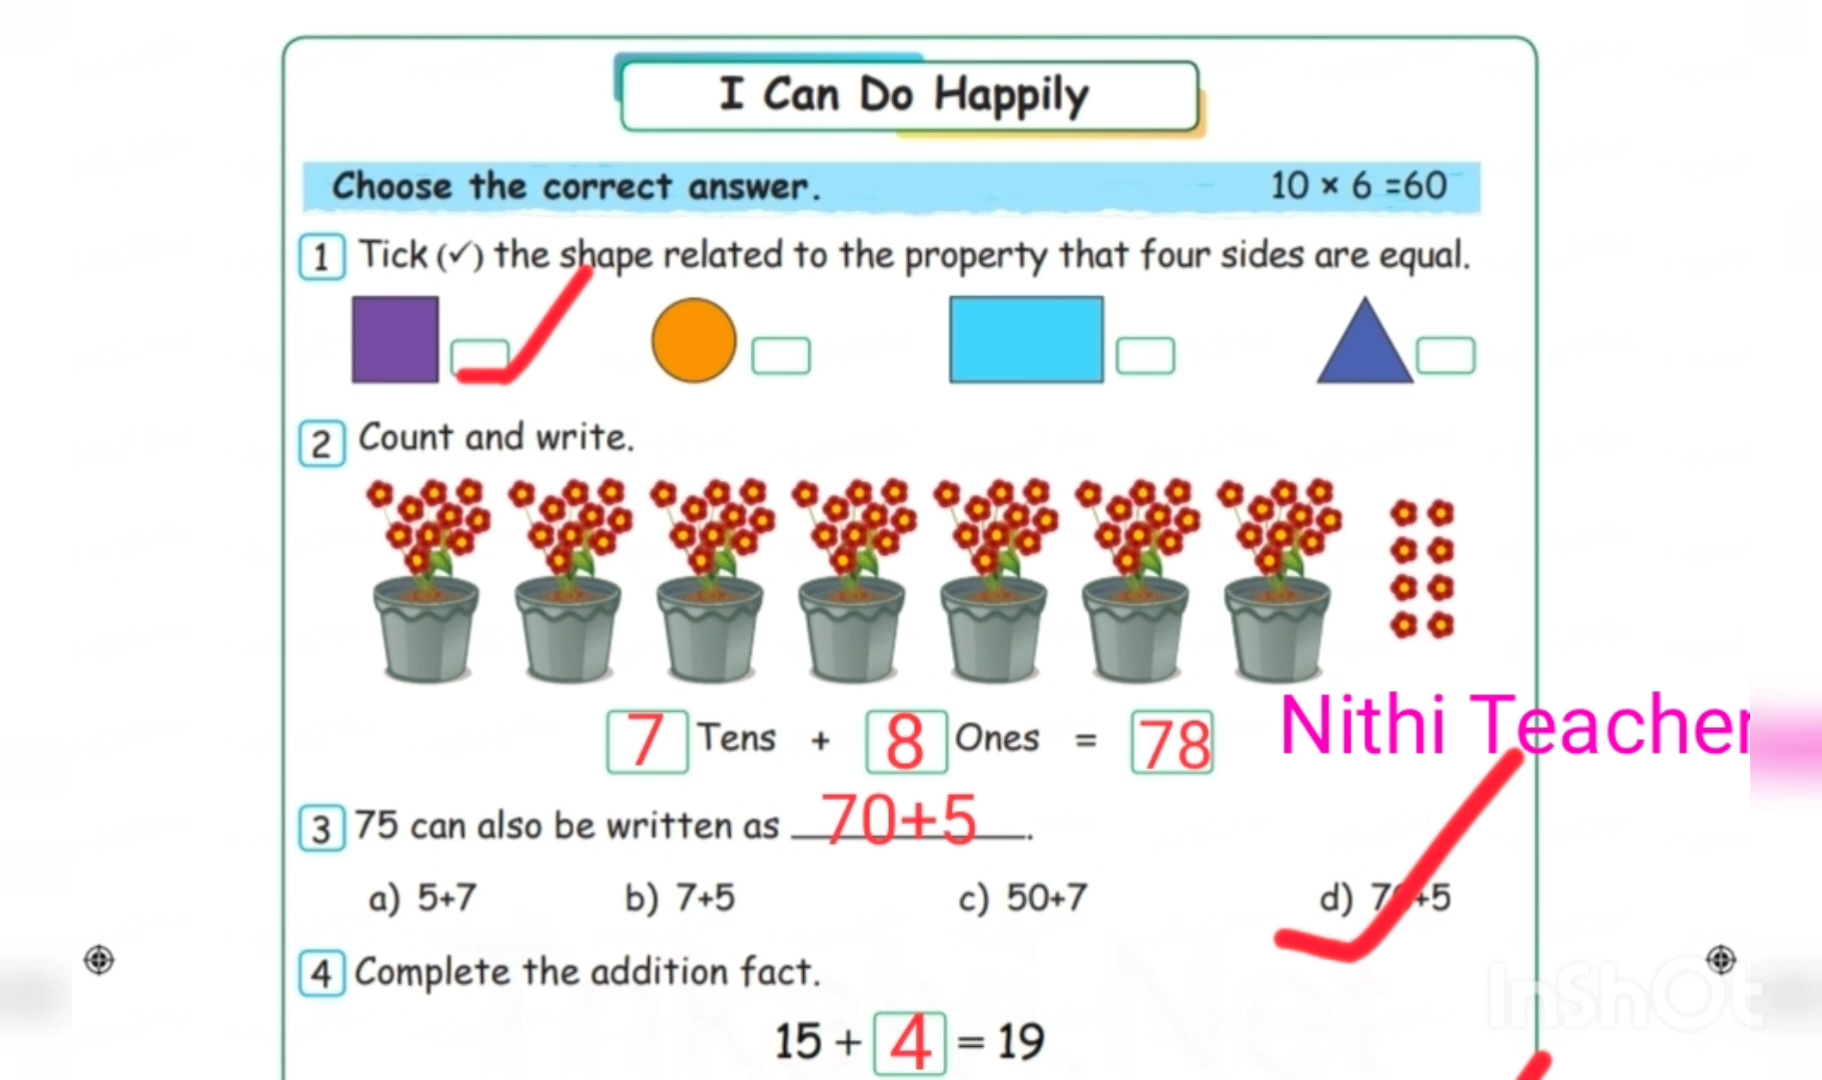 I Can Do Happily
Choose the correct answer. 10 × 6 =60
1 Tick (✓) the shape related to the property that four sides are equal.
2 Count and write.
7 Tens + 8 Ones = 78
Nithi Teacher
3 75 can also be written as 70+5.
a) 5+7 b) 7+5 c) 50+7 d) 70+5
4 Complete the addition fact.
15 + 4 = 19
InShOt